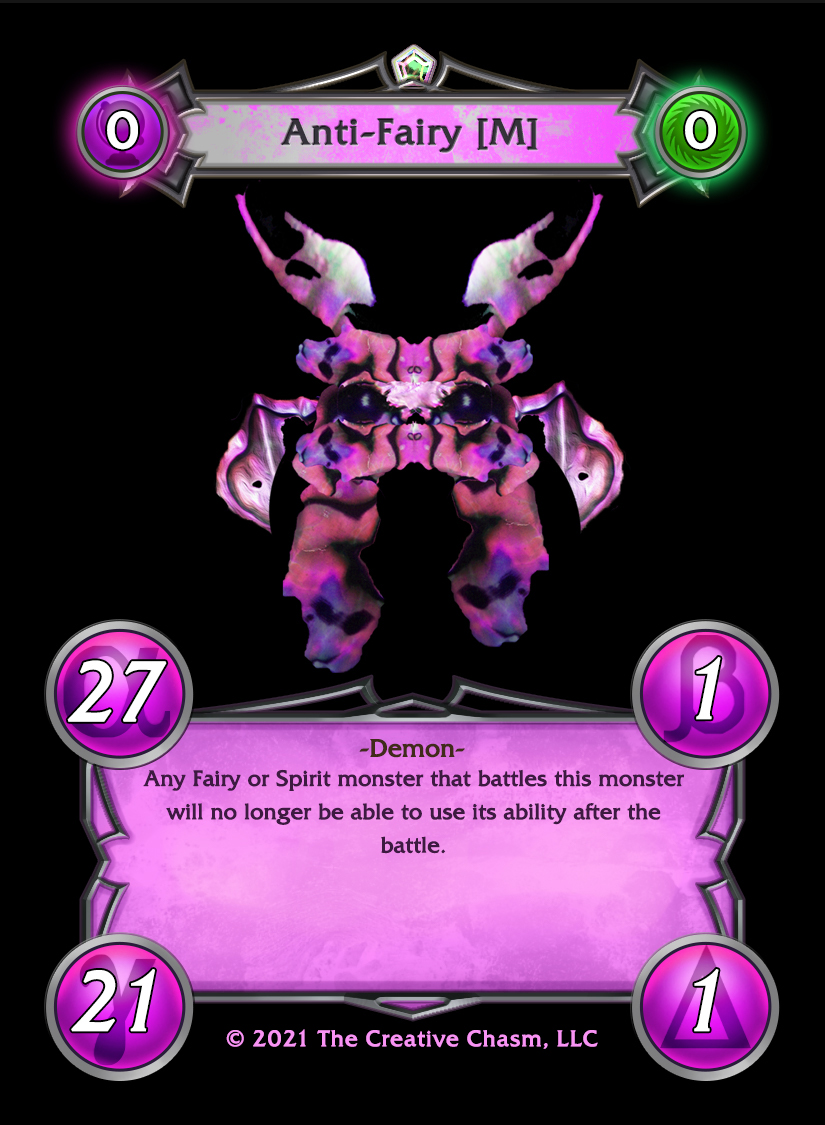 0
Anti-Fairy [M]
0
27
α
1
β
-Demon-
Any Fairy or Spirit monster that battles this monster
will no longer be able to use its ability after the
battle.
21
γ
1
Δ
© 2021 The Creative Chasm, LLC